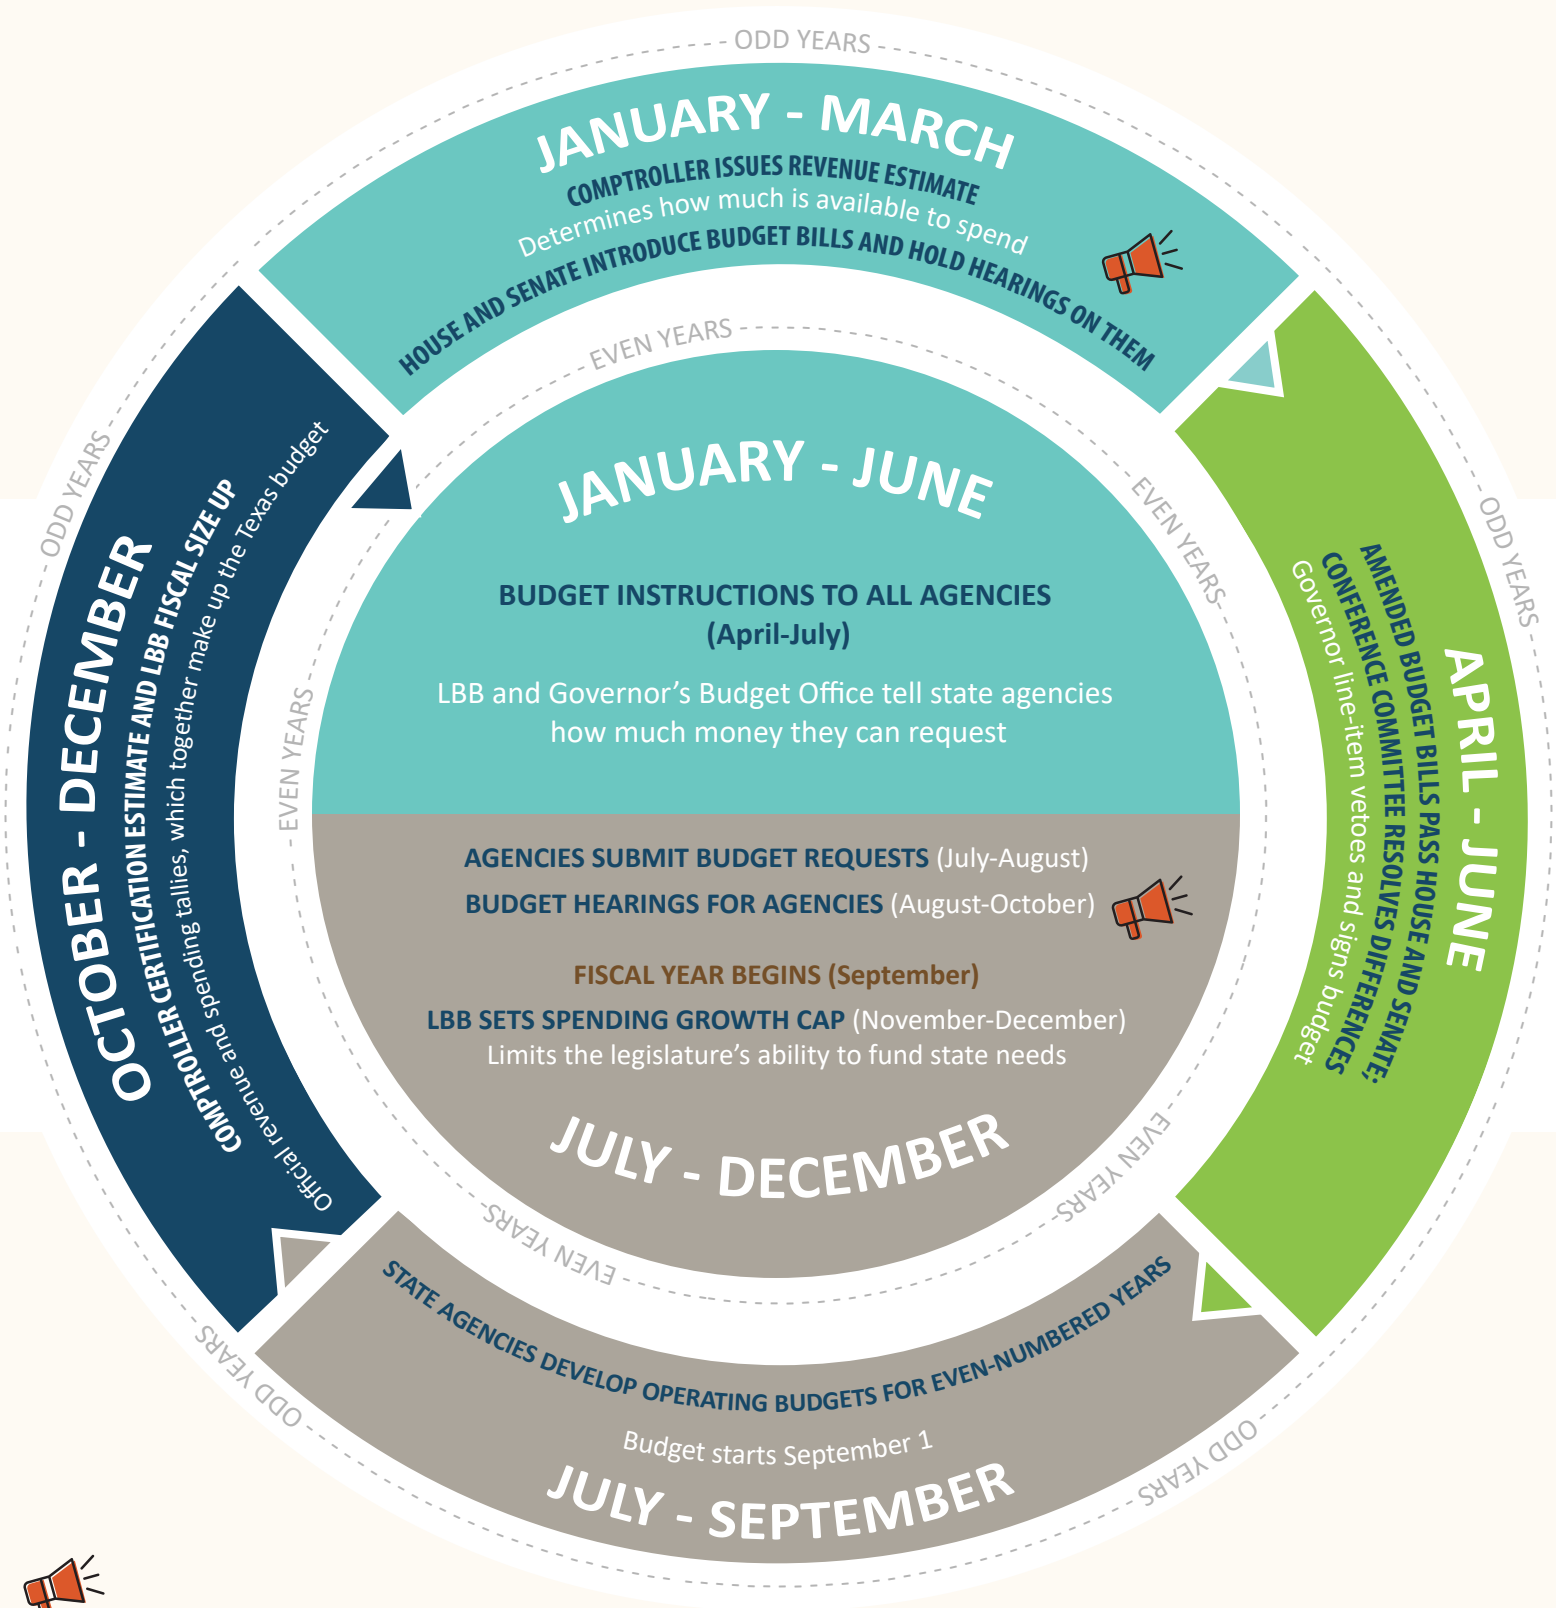 ODD YEARS
JANUARY - MARCH
COMPTROLLER ISSUES REVENUE ESTIMATE
Determines how much is available to spend
HOUSE AND SENATE INTRODUCE BUDGET BILLS AND HOLD HEARINGS ON THEM
ODD YEARS
APRIL - JUNE
AMENDED BUDGET BILLS PASS HOUSE AND SENATE;
CONFERENCE COMMITTEE RESOLVES DIFFERENCES
Governor line-item vetoes and signs budget
ODD YEARS
STATE AGENCIES DEVELOP OPERATING BUDGETS FOR EVEN-NUMBERED YEARS
Budget starts September 1
JULY - SEPTEMBER
ODD YEARS
ODD YEARS
OCTOBER - DECEMBER
COMPTROLLER CERTIFICATION ESTIMATE AND LBB FISCAL SIZE UP
Official revenue and spending tallies, which together make up the Texas budget
EVEN YEARS
EVEN YEARS
EVEN YEARS
EVEN YEARS
EVEN YEARS
JANUARY - JUNE
BUDGET INSTRUCTIONS TO ALL AGENCIES
(April-July)
LBB and Governor's Budget Office tell state agencies
how much money they can request
AGENCIES SUBMIT BUDGET REQUESTS (July-August)
BUDGET HEARINGS FOR AGENCIES (August-October)
FISCAL YEAR BEGINS (September)
LBB SETS SPENDING GROWTH CAP (November-December)
Limits the legislature's ability to fund state needs
JULY - DECEMBER